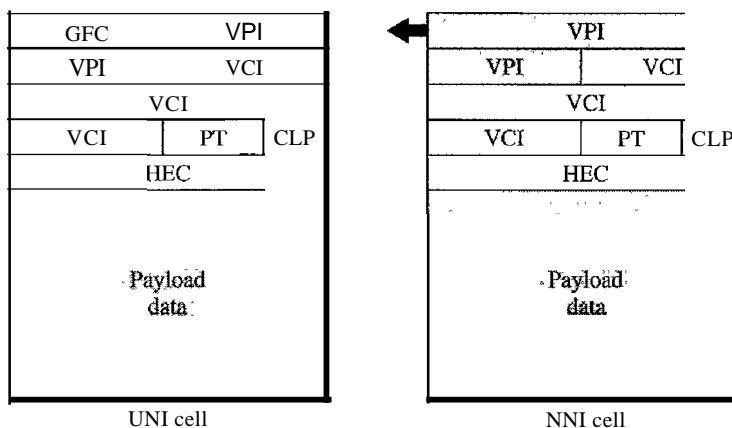 GFC VPI
VPI VCI
VCI
VCI PT CLP
HEC
Payload
data
UNI cell
VPI
VPI VCI
VCI
VCI PT CLP
HEC
Payload
data
NNI cell